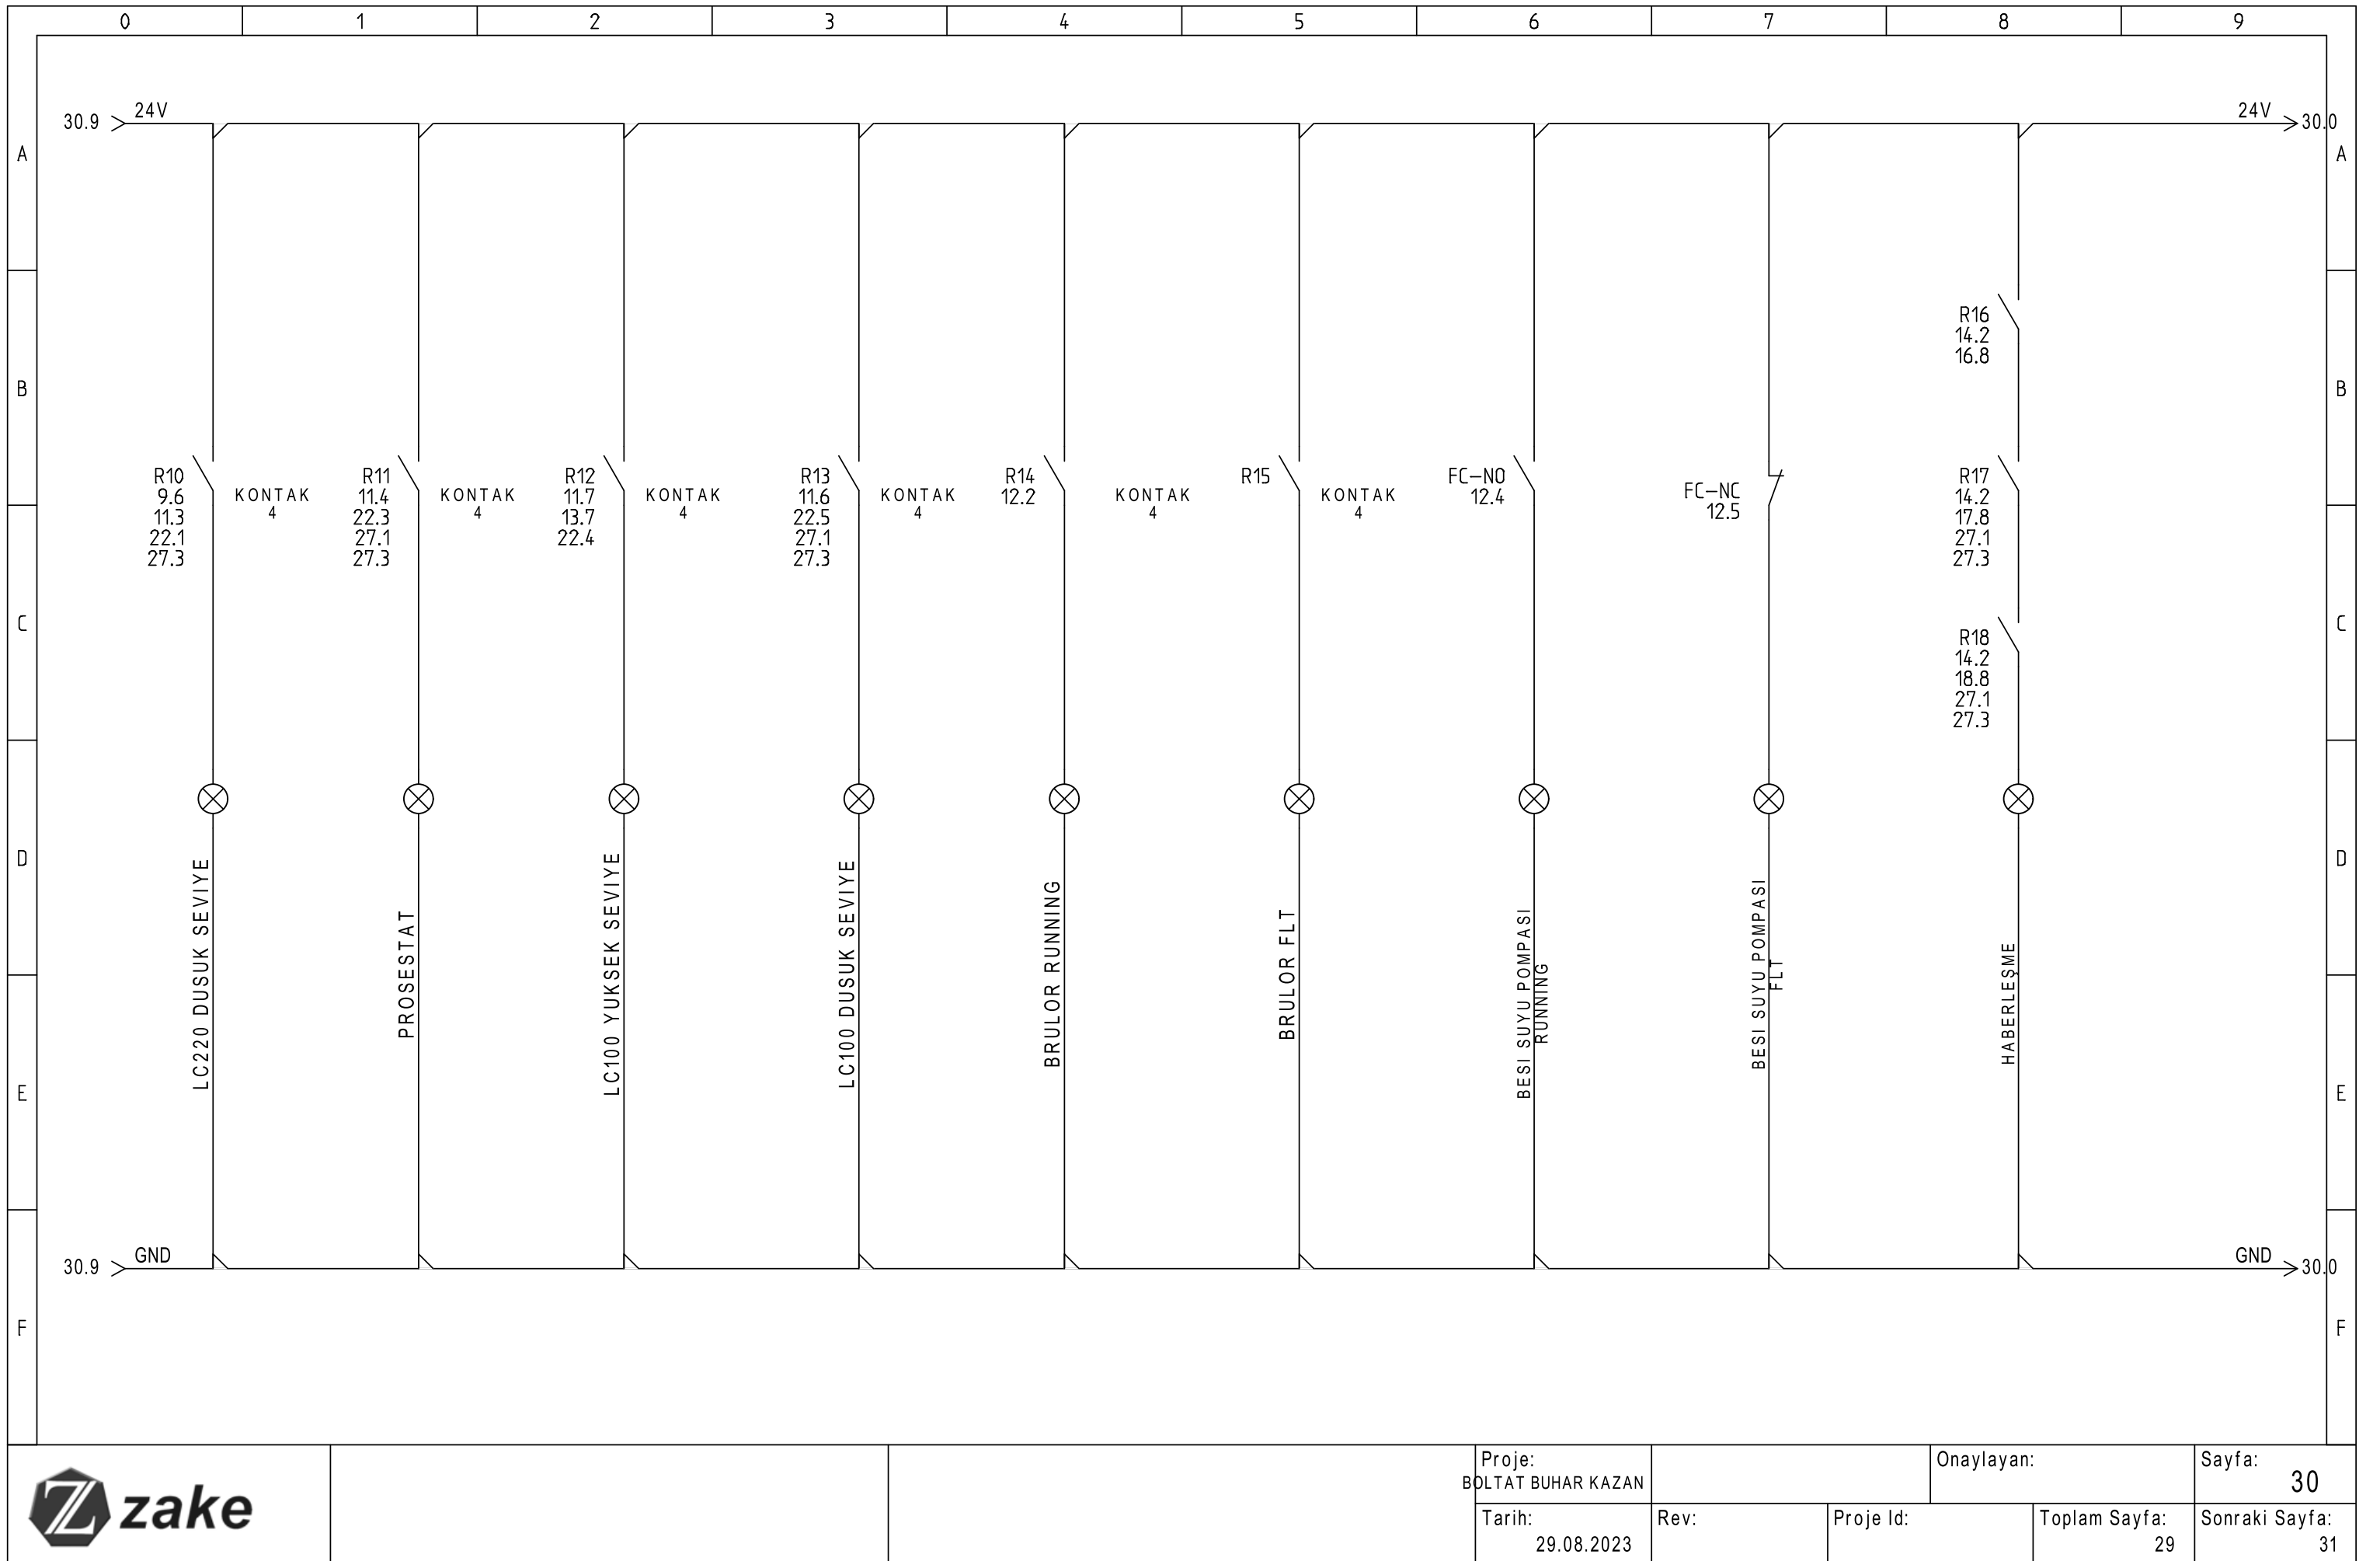 0 1 2 3 4 5 6 7 8 9
24V 24V
30.9 30.0
A A
R16
14.2
16.8
B B
R10
9.6
11.3
22.1
27.3
KONTAK
4
R11
11.4
22.3
27.1
27.3
KONTAK
4
R12
11.7
13.7
22.4
KONTAK
4
R13
11.6
22.5
27.1
27.3
KONTAK
4
R14
12.2
KONTAK
4
R15
KONTAK
4
FC-NO
12.4
FC-NC
12.5
R17
14.2
17.8
27.1
27.3
C C
R18
14.2
18.8
27.1
27.3
D D
LC220 DUSUK SEVIYE
PROSESTAT
LC100 YUKSEK SEVIYE
LC100 DUSUK SEVIYE
BRULOR RUNNING
BRULOR FLT
BESI SUYU POMPASI
RUNNING
BESI SUYU POMPASI
FLT
HABERLEŞME
E E
GND GND
30.9 30.0
F F
zake
Proje:
BOLTAT BUHAR KAZAN
Onaylayan:
Sayfa:
30
Tarih:
29.08.2023
Rev:
Proje Id:
Toplam Sayfa:
29
Sonraki Sayfa:
31